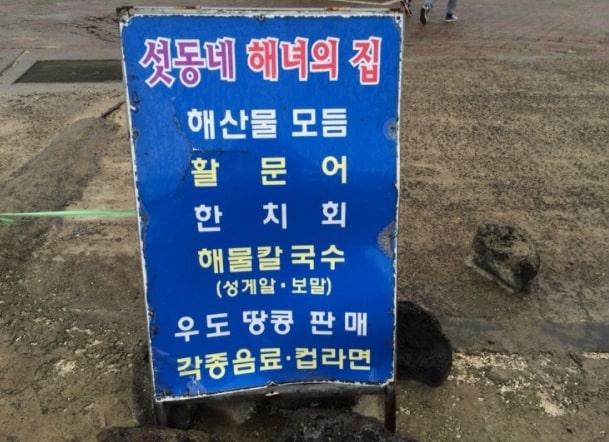 섯동네 해녀의 집
해산물 모듬
활 문 어
한 치 회
해물칼국수
(성게알·보말)
우도 땅콩 판매
각종음료·컵라면